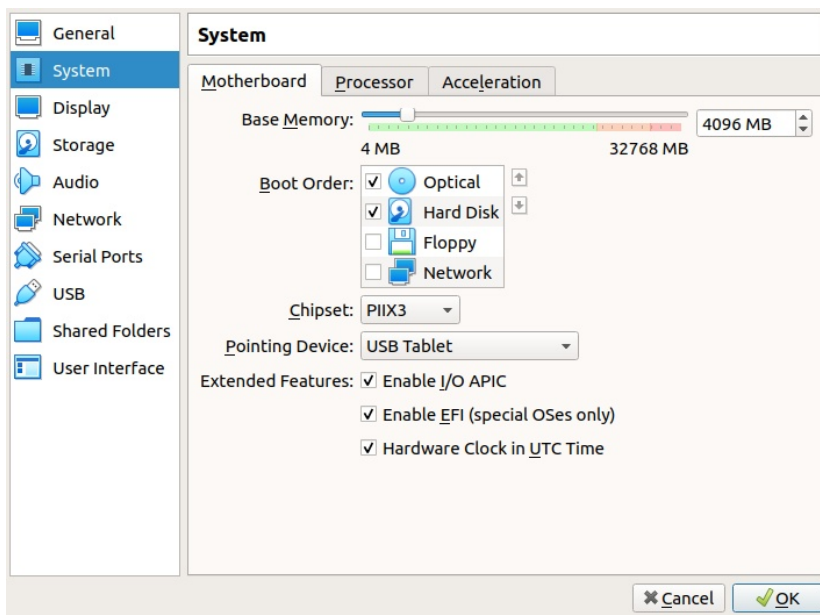 General
System
Display
Storage
Audio
Network
Serial Ports
USB
Shared Folders
User Interface
System
Motherboard Processor Acceleration
Base Memory: 4096 MB
4 MB 32768 MB
Boot Order: Optical
Hard Disk
Floppy
Network
Chipset: PIIX3
Pointing Device: USB Tablet
Extended Features: Enable I/O APIC
Enable EFI (special OSes only)
Hardware Clock in UTC Time
Cancel OK